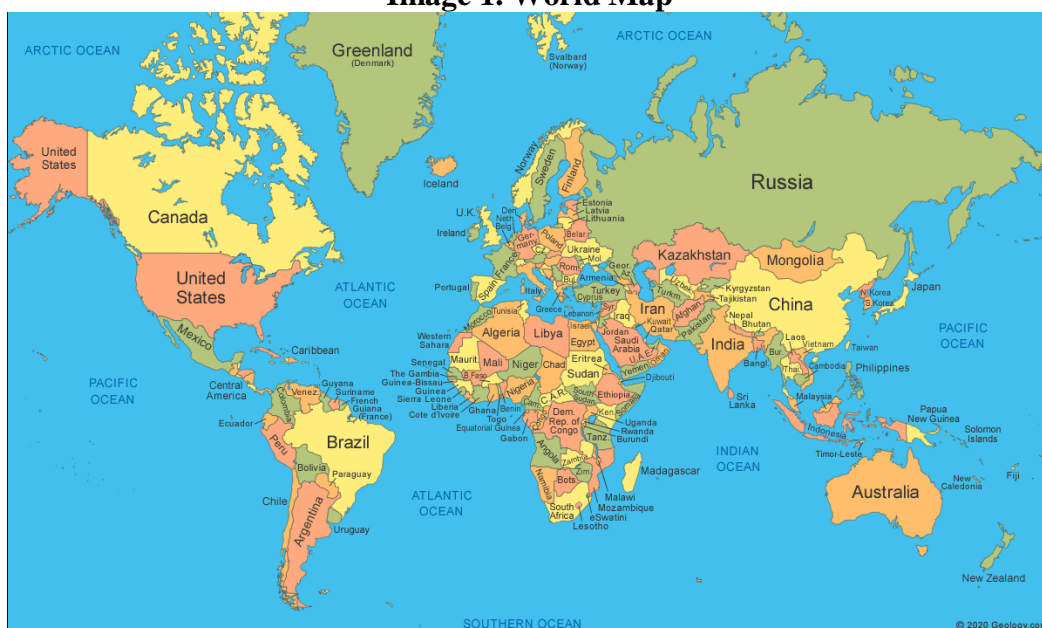 Image 1. World Map
ARCTIC OCEAN
Greenland
(Denmark)
Svalbard
(Norway)
ARCTIC OCEAN
United
States
Canada
Iceland
Norway
Sweden
Finland
Russia
U.K.
Ireland
Den.
Neth.
Belg.
Ger-
many
Poland
Estonia
Latvia
Lithuania
Belar.
Ukraine
Mol.
Rom.
Bul.
Kazakhstan
Mongolia
United
States
ATLANTIC
OCEAN
Portugal
Spain
France
Italy
Greece
Geor.
Az.
Armenia
Turkey
Cyprus
Lebanon
Syr.
Israel
Iraq
Jordan
Iran
Kuwait
Qatar
Uzbek.
Turkm.
Kyrgyzstan
Tajikistan
Afghan.
Pakistan
China
N. Korea
S. Korea
Japan
Mexico
Caribbean
Central
America
PACIFIC
OCEAN
Morocco
Tunisia
Algeria
Libya
Egypt
Western
Sahara
Saudi
Arabia
U.A.E.
Oman
Yemen
Nepal
Bhutan
India
Bangl.
Bur.
Laos
Vietnam
Thai.
Cambodia
Taiwan
Philippines
PACIFIC
OCEAN
Maurit.
Mali
Niger
Chad
Eritrea
Sudan
Djibouti
Senegal
The Gambia
Guinea-Bissau
Guinea
Sierra Leone
Liberia
Cote d'Ivoire
B. Faso
Ghana
Togo
Benin
Nigeria
Cam.
C.A.R.
South
Sudan
Ethiopia
Somalia
Equatorial Guinea
Gabon
Congo
Dem.
Rep. of
Congo
Ken.
Uganda
Rwanda
Burundi
Tanz.
Sri
Lanka
Malaysia
Indonesia
Timor-Leste
Papua
New Guinea
Solomon
Islands
Guyana
Suriname
French
Guiana
(France)
Venez.
Colombia
Ecuador
Peru
Brazil
Bolivia
Paraguay
Chile
Argentina
Uruguay
ATLANTIC
OCEAN
Angola
Zambia
Zim.
Namibia
Bots
South
Africa
Malawi
Mozambique
eSwatini
Lesotho
Madagascar
INDIAN
OCEAN
Australia
New
Caledonia
Fiji
New Zealand
SOUTHERN OCEAN
© 2020 Geology.com